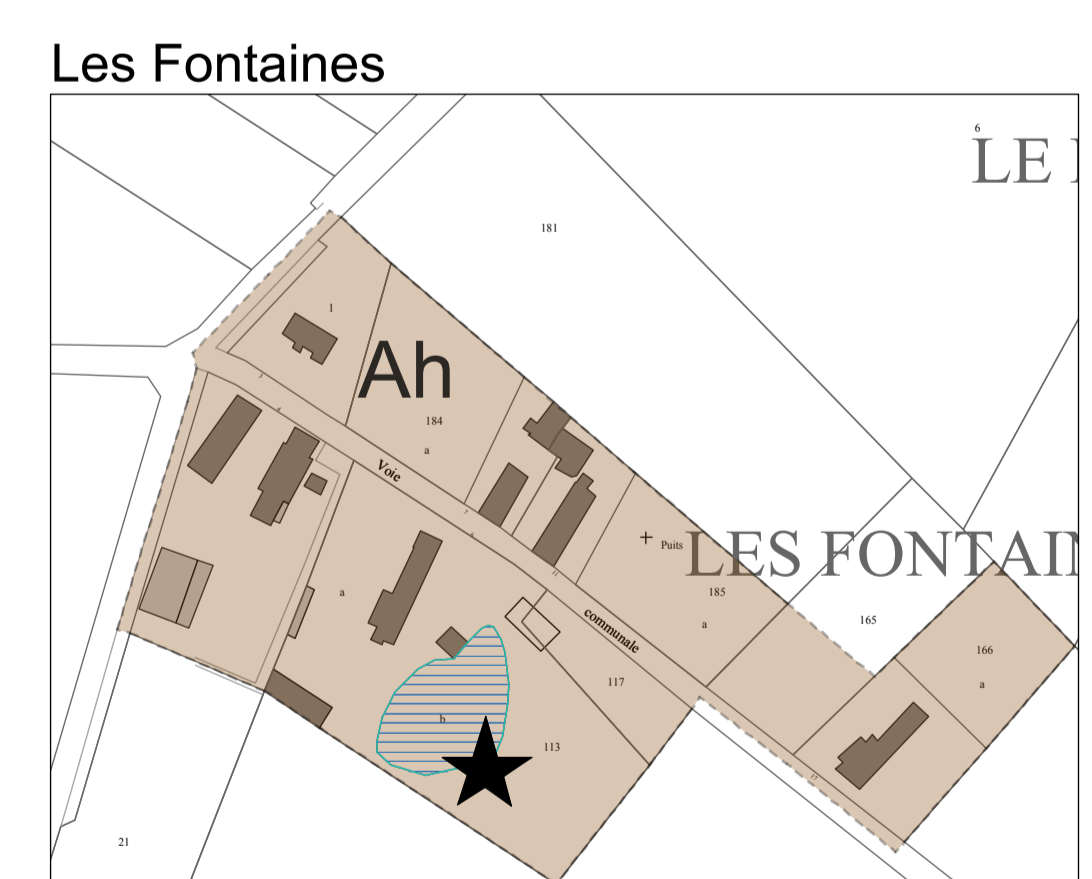 Les Fontaines
6
LE
181
1
Ah
184
a
Voie
Puits
LES FONTAIN
185
a
165
a
communale
166
a
117
b
113
17
21